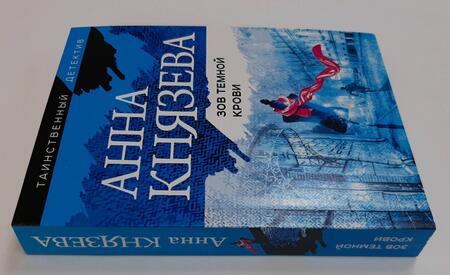 ТАИНСТВЕННЫЙ ДЕТЕКТИВ
АННА
КНЯЗЕВА
ЗОВ ТЕМНОЙ
КРОВИ
АННА КНЯЗЕВА
ЗОВ ТЕМНОЙ
КРОВИ